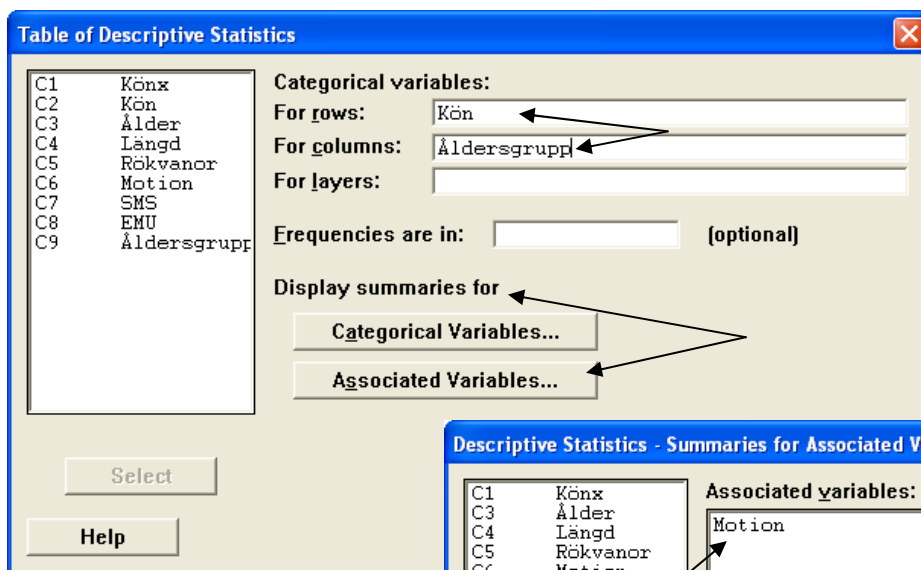 Table of Descriptive Statistics
C1 Könx
C2 Kön
C3 Ålder
C4 Längd
C5 Rökvanor
C6 Motion
C7 SMS
C8 EMU
C9 Åldersgrupp
Categorical variables:
For rows: Kön
For columns: Åldersgrupp
For layers:
Frequencies are in: (optional)
Display summaries for
Categorical Variables...
Associated Variables...
Select
Help
Descriptive Statistics - Summaries for Associated V
C1 Könx
C3 Ålder
C4 Längd
C5 Rökvanor
C6 Motion
Associated variables:
Motion